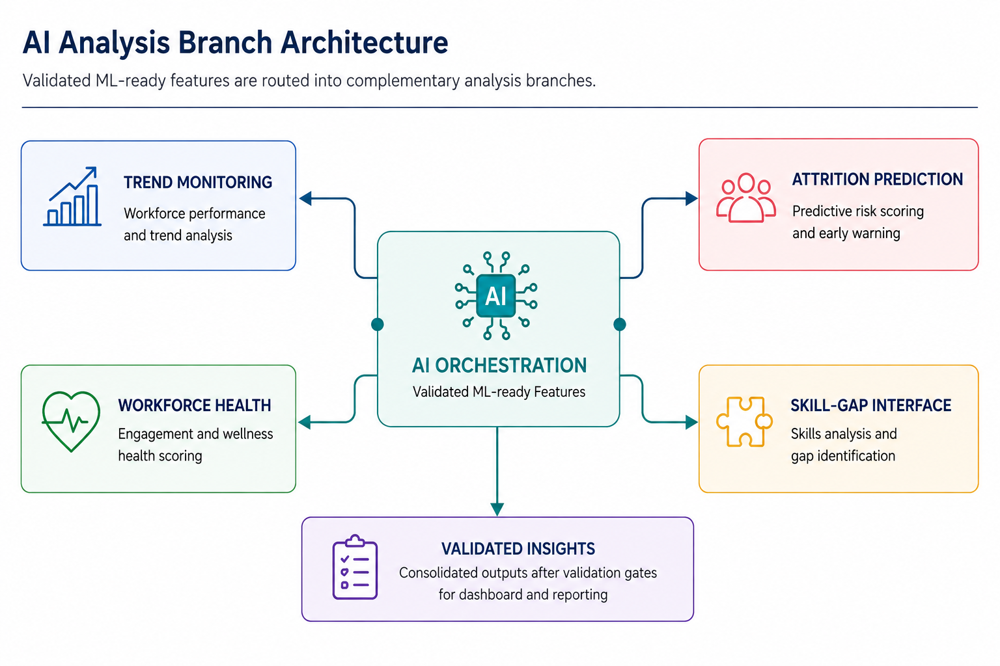 AI Analysis Branch Architecture
Validated ML-ready features are routed into complementary analysis branches.
TREND MONITORING
Workforce performance
and trend analysis
ATTRITION PREDICTION
Predictive risk scoring
and early warning
AI
AI ORCHESTRATION
Validated ML-ready Features
WORKFORCE HEALTH
Engagement and wellness
health scoring
SKILL-GAP INTERFACE
Skills analysis and
gap identification
VALIDATED INSIGHTS
Consolidated outputs after validation gates
for dashboard and reporting